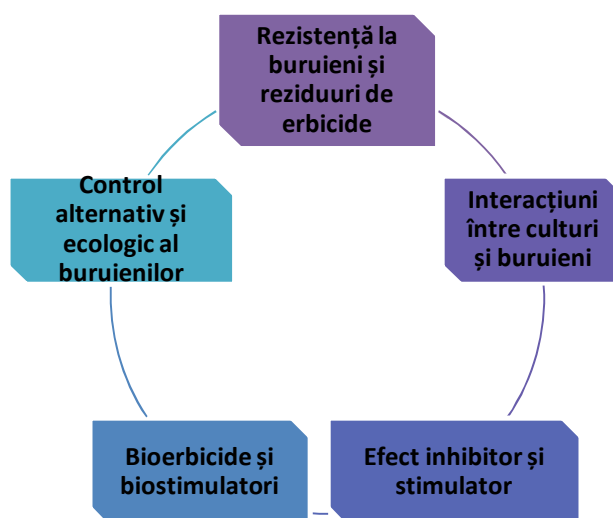 Rezistență la
buruieni și
reziduuri de
erbicide
Interacțiuni
între culturi
și buruieni
Efect inhibitor și
stimulator
Bioerbicide și
biostimulatori
Control
alternativ și
ecologic al
buruienilor